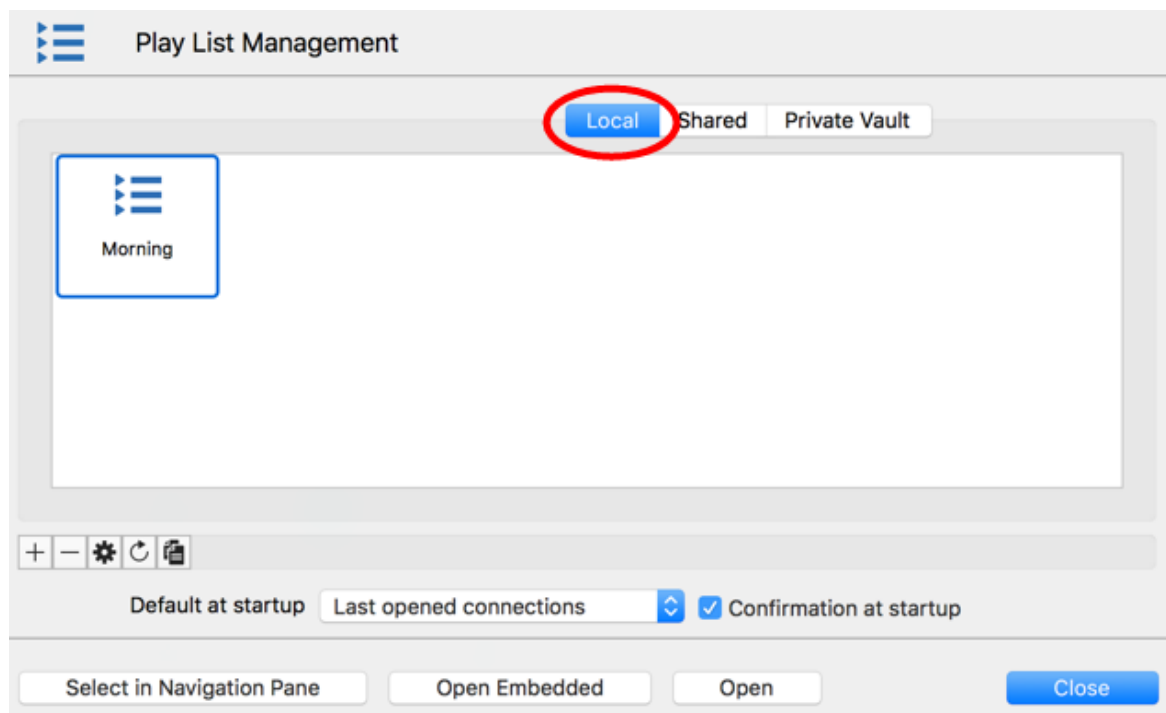 Play List Management
Local Shared Private Vault
Morning
Default at startup Last opened connections Confirmation at startup
Select in Navigation Pane Open Embedded Open Close